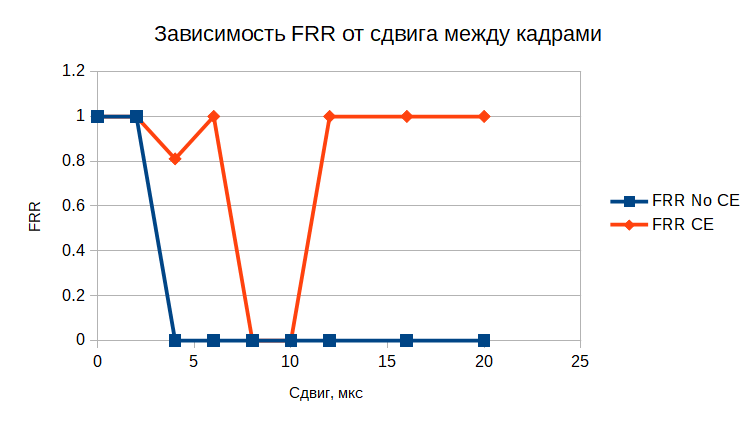 Зависимость FRR от сдвига между кадрами
1.2
1
0.8
0.6
0.4
0.2
0
FRR
0 5 10 15 20 25
Сдвиг, мкс
FRR No CE
FRR CE